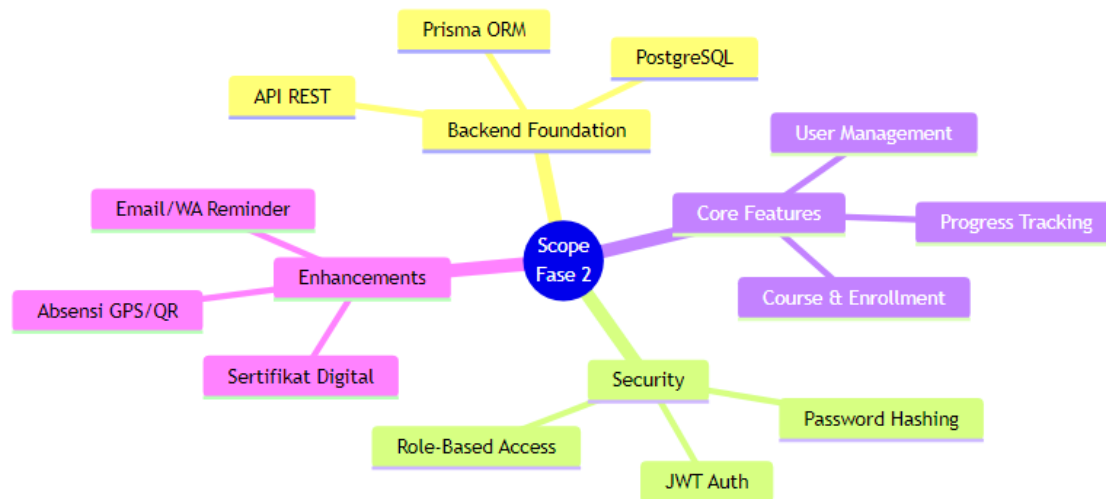 Prisma ORM
PostgreSQL
API REST
Backend Foundation
User Management
Email/WA Reminder
Core Features
Progress Tracking
Scope
Fase 2
Enhancements
Absensi GPS/QR
Course & Enrollment
Sertifikat Digital
Security
Password Hashing
Role-Based Access
JWT Auth